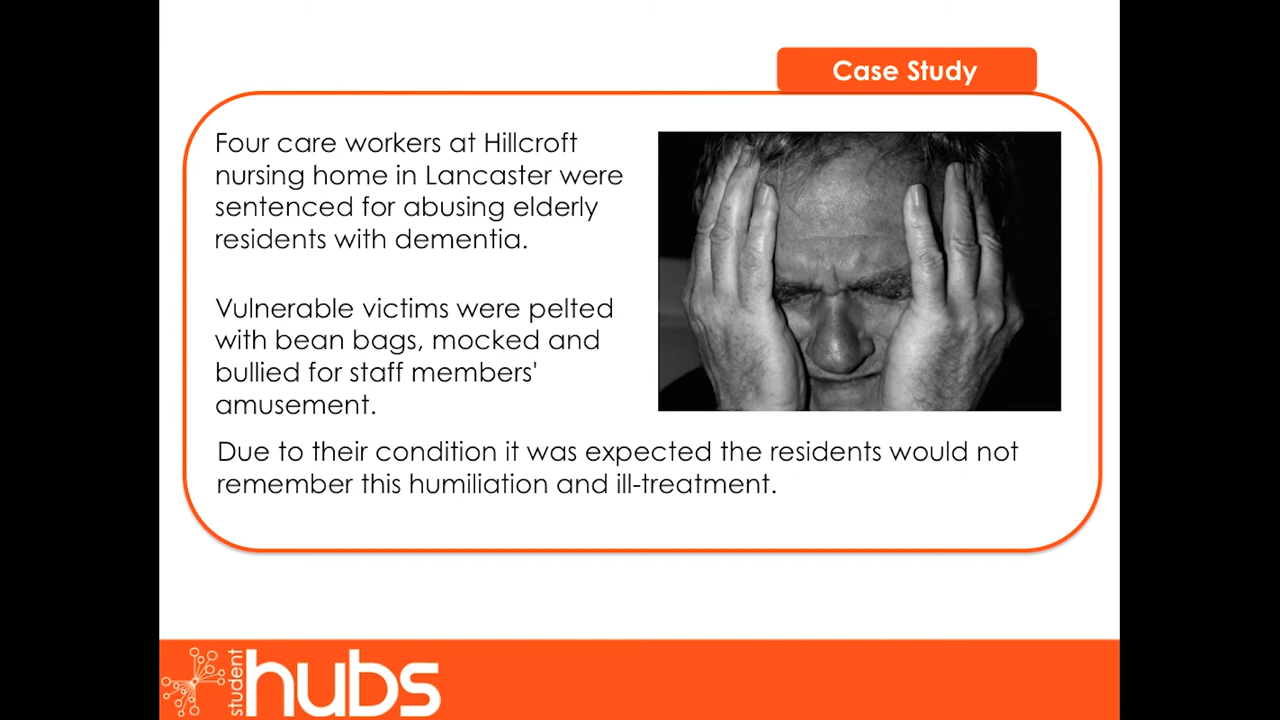 Case Study
Four care workers at Hillcroft
nursing home in Lancaster were
sentenced for abusing elderly
residents with dementia.
Vulnerable victims were pelted
with bean bags, mocked and
bullied for staff members'
amusement.
Due to their condition it was expected the residents would not
remember this humiliation and ill-treatment.
student
hubs